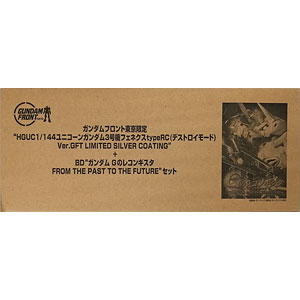 GUNDAM
FRONT
ガンダムフロント東京限定
"HGUC1/144ユニコーンガンダム3号機フェネクスtypeRC(デストロイモード)
Ver.GFT LIMITED SILVER COATING"
+
BD"ガンダム Gのレコンギスタ
FROM THE PAST TO THE FUTURE"セット